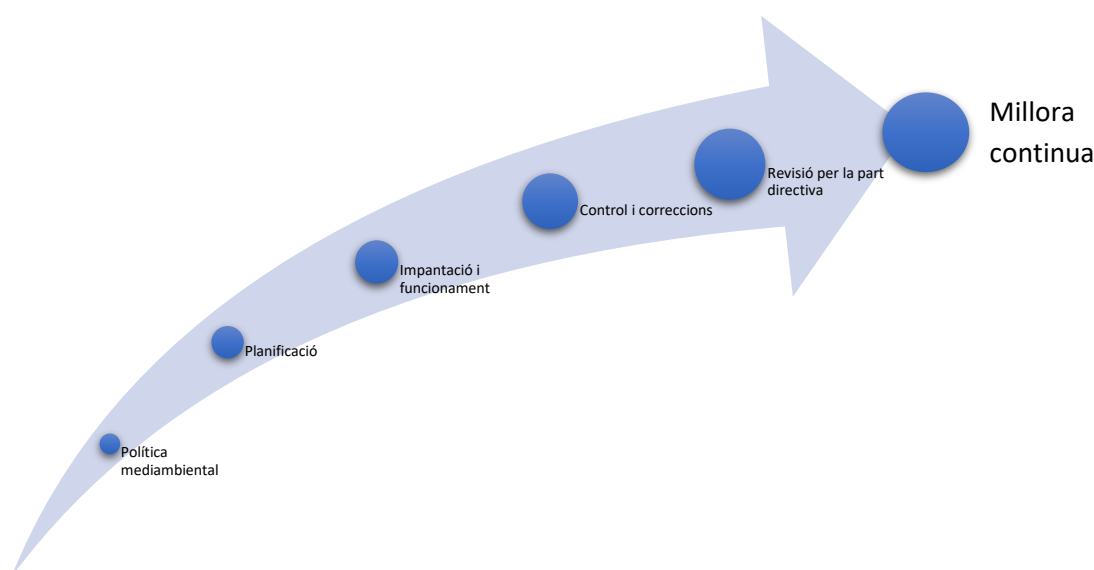 Millora
continua
Revisió per la part
directiva
Control i correccions
Impantació i
funcionament
Planificació
Política
mediambiental